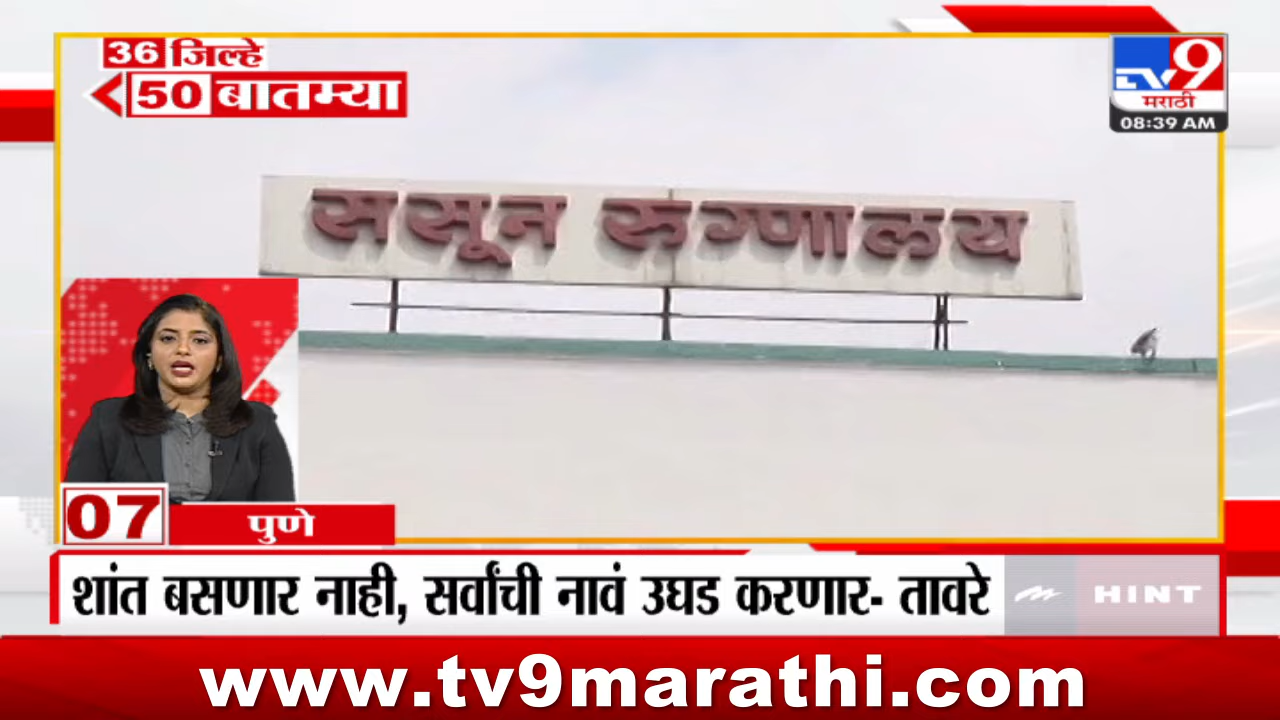 36 जिल्हे
50 बातम्या
TV9
मराठी
08:39 AM
ससून रुग्णालय
07
पुणे
शांत बसणार नाही, सर्वांची नावं उघड करणार- तावरे
HINT
www.tv9marathi.com